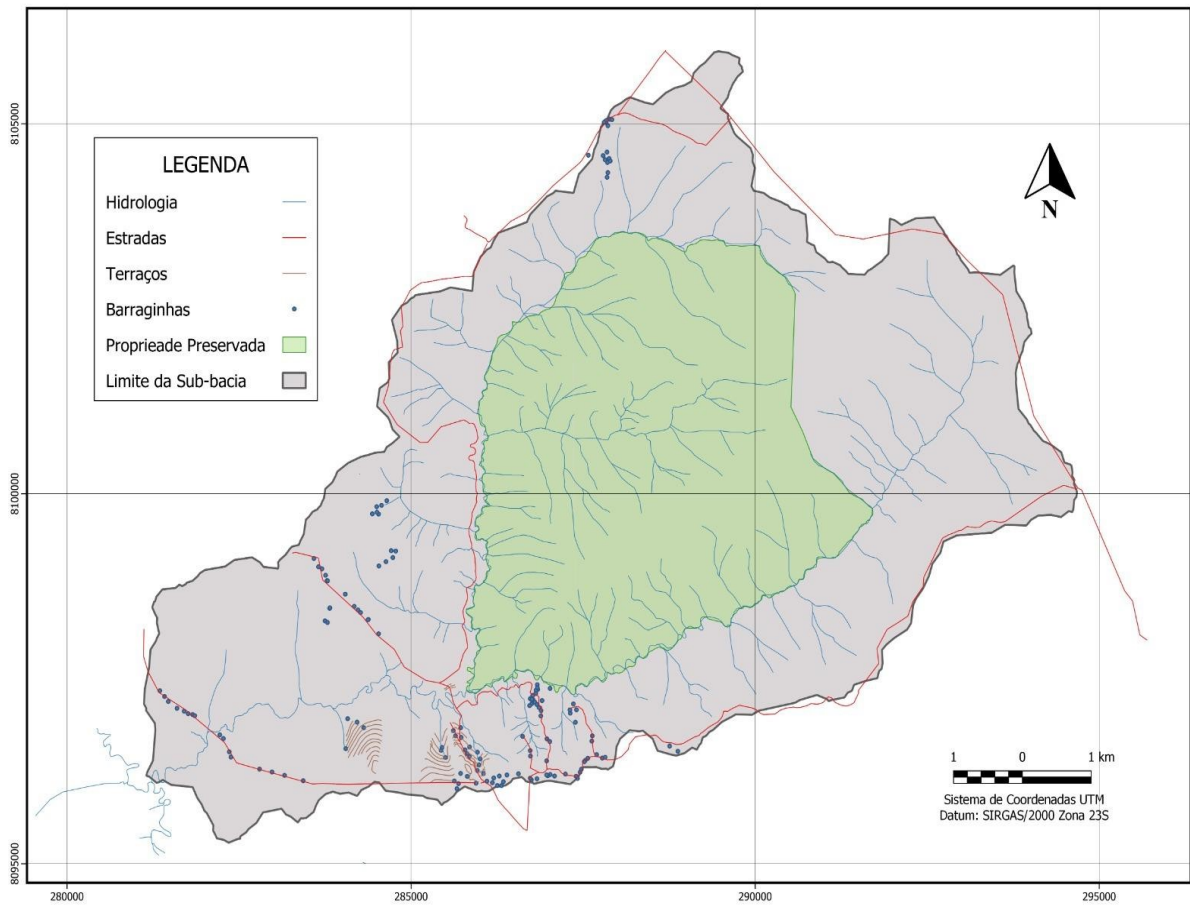 8105000
LEGENDA
Hidrologia
Estradas
Terraços
Barraginhas
Proprieade Preservada
Limite da Sub-bacia
N
8100000
1 0 1 km
Sistema de Coordenadas UTM
Datum: SIRGAS/2000 Zona 23S
8095000
280000 285000 290000 295000